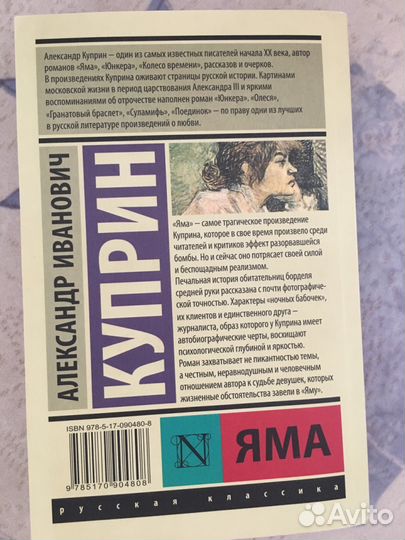 Александр Куприн – один из самых известных писателей начала XX века, автор
романов «Яма», «Юнкера», «Колесо времени», рассказов и очерков.
В произведениях Куприна оживают страницы русской истории. Картинами
московской жизни в период царствования Александра III и яркими
воспоминаниями об отрочестве наполнен роман «Юнкера». «Олеся»,
«Гранатовый браслет», «Суламифь», «Поединок» – по праву одни из лучших
в русской литературе произведений о любви.
АЛЕКСАНДР ИВАНОВИЧ
КУПРИН
«Яма» – самое трагическое произведение
Куприна, которое в свое время произвело среди
читателей и критиков эффект разорвавшейся
бомбы. Но и сейчас оно потрясает своей силой
и беспощадным реализмом.
Печальная история обитательниц борделя
средней руки рассказана с почти фотографиче-
ской точностью. Характеры «ночных бабочек»,
их клиентов и единственного друга –
журналиста, образ которого у Куприна имеет
автобиографические черты, восхищают
психологической глубиной и яркостью.
Роман захватывает не пикантностью темы,
а честным, неравнодушным и человечным
отношением автора к судьбе девушек, которых
жизненные обстоятельства завели в «Яму».
ISBN 978-5-17-090480-8
9 785170 904808
N
ЯМА
русская классика
Avito